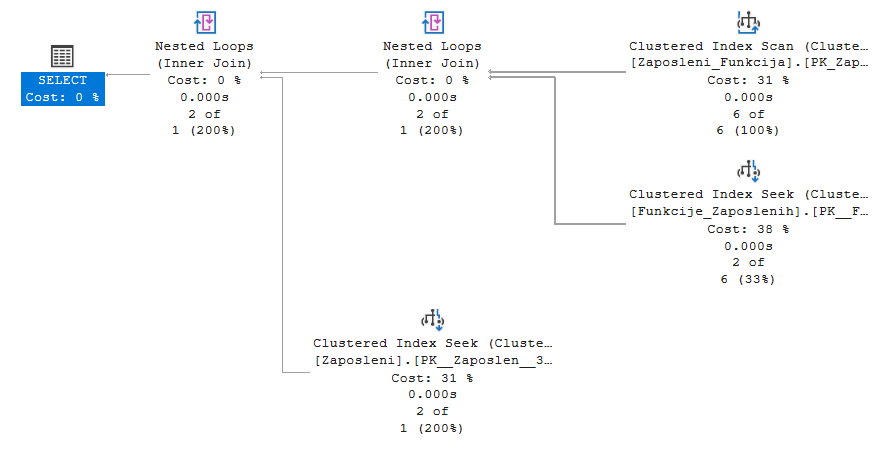 SELECT
Cost: 0 %
Nested Loops
(Inner Join)
Cost: 0 %
0.000s
2 of
1 (200%)
Nested Loops
(Inner Join)
Cost: 0 %
0.000s
2 of
1 (200%)
Clustered Index Scan (Cluste…
[Zaposleni_Funkcija].[PK_Zap…
Cost: 31 %
0.000s
6 of
6 (100%)
Clustered Index Seek (Cluste…
[Funkcije_Zaposlenih].[PK__F…
Cost: 38 %
0.000s
2 of
6 (33%)
Clustered Index Seek (Cluste…
[Zaposleni].[PK__Zaposlen__3…
Cost: 31 %
0.000s
2 of
1 (200%)